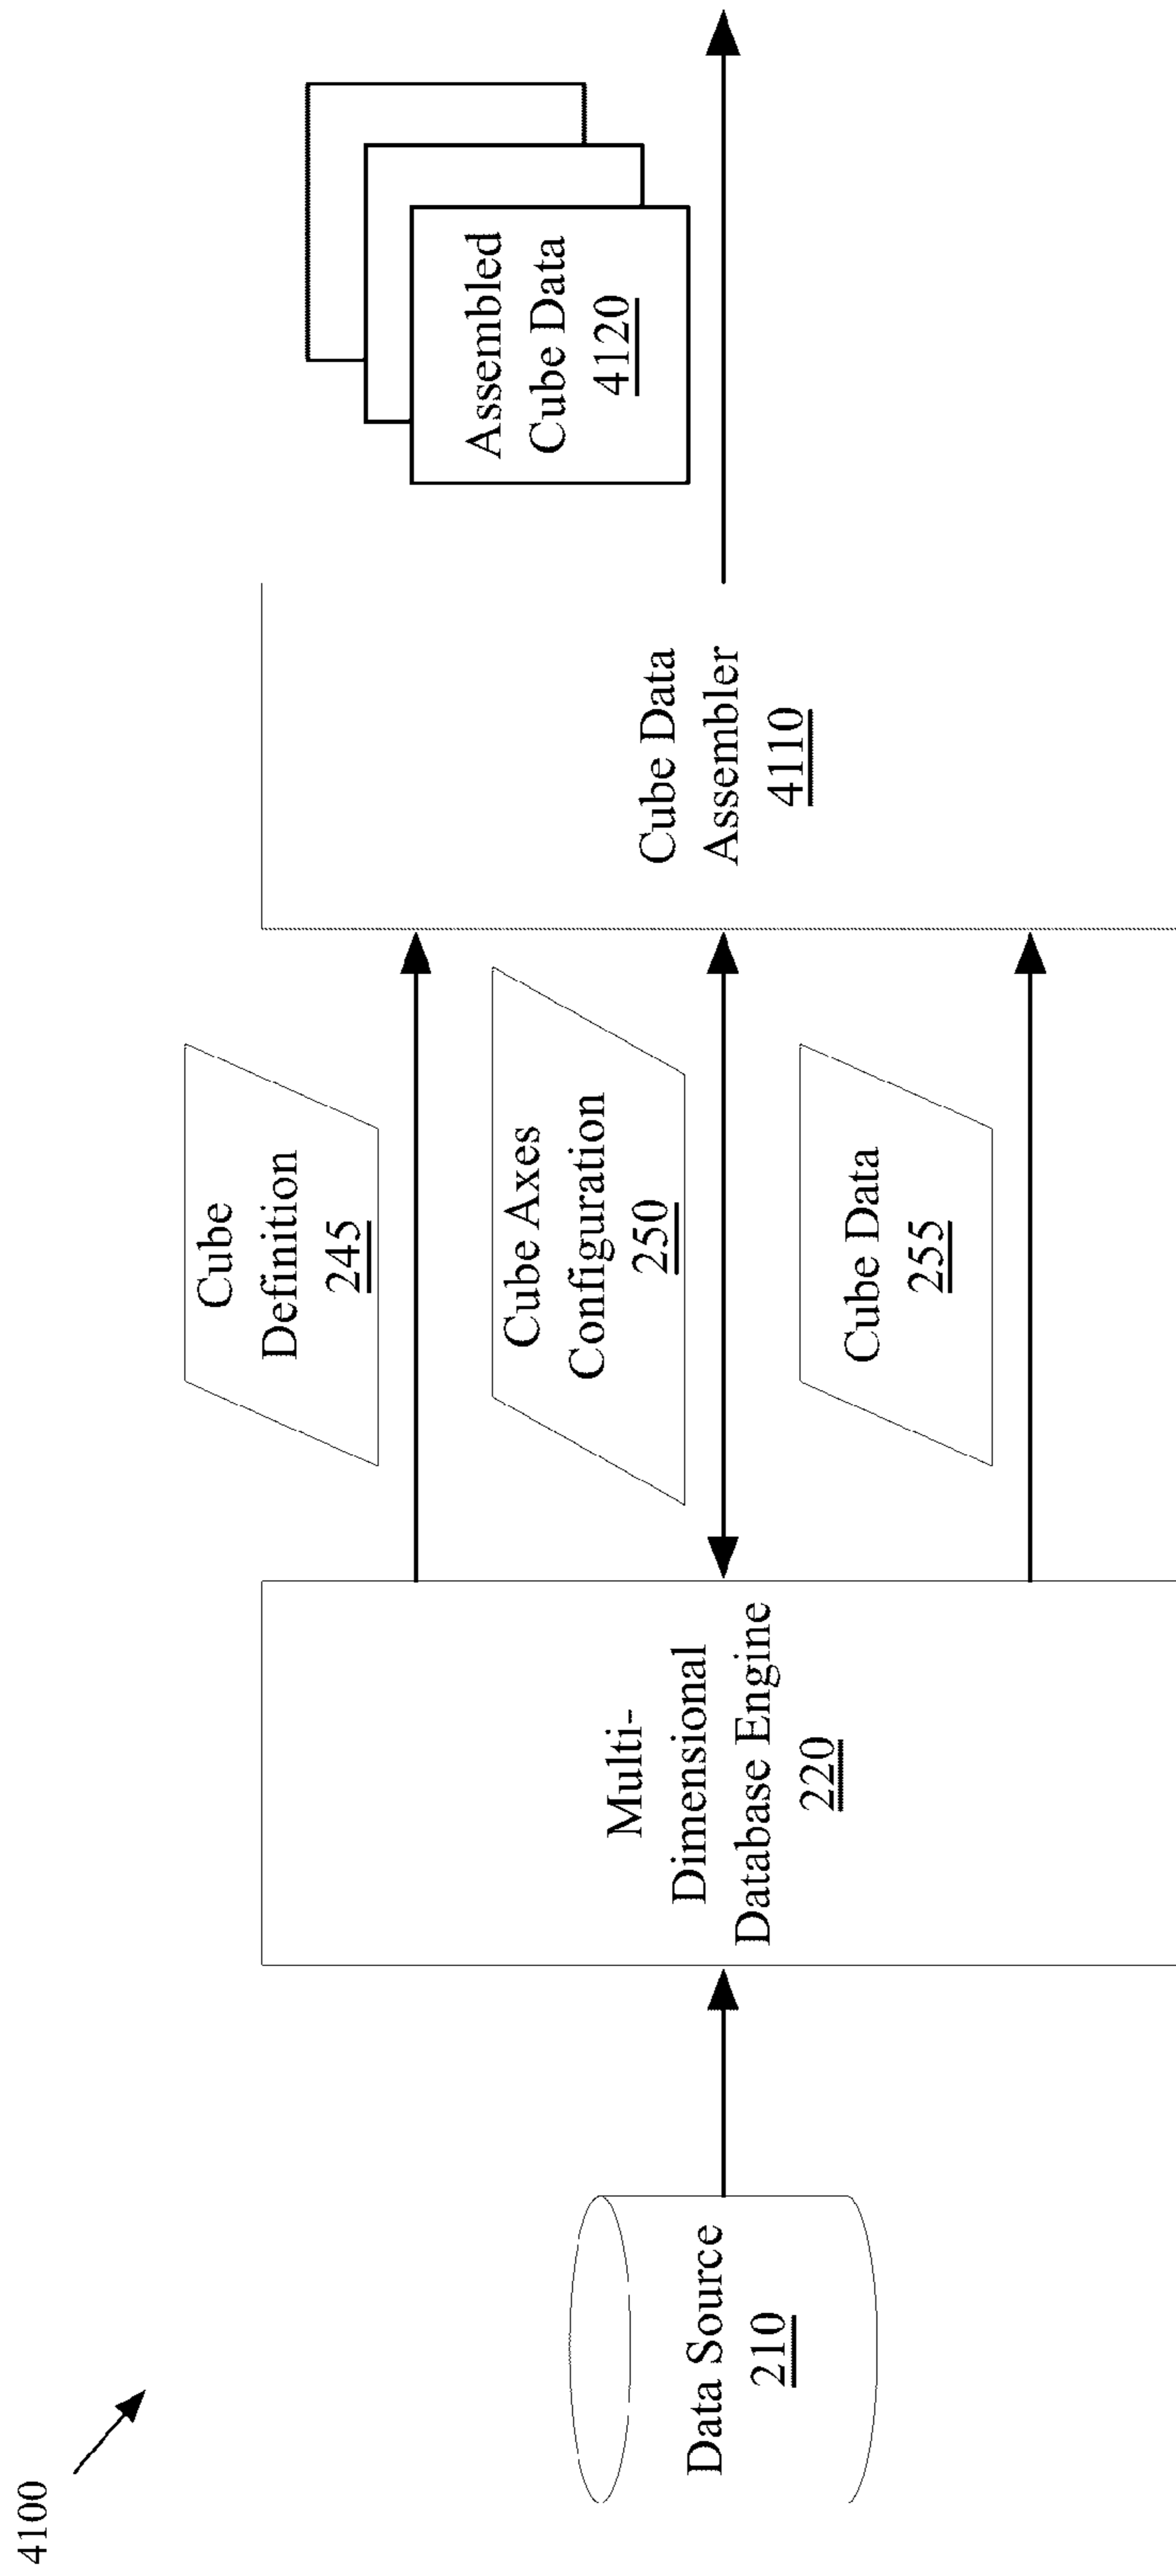 4100
Data Source
210
Multi-
Dimensional
Database Engine
220
Cube
Definition
245
Cube Axes
Configuration
250
Cube Data
255
Cube Data
Assembler
4110
Assembled
Cube Data
4120